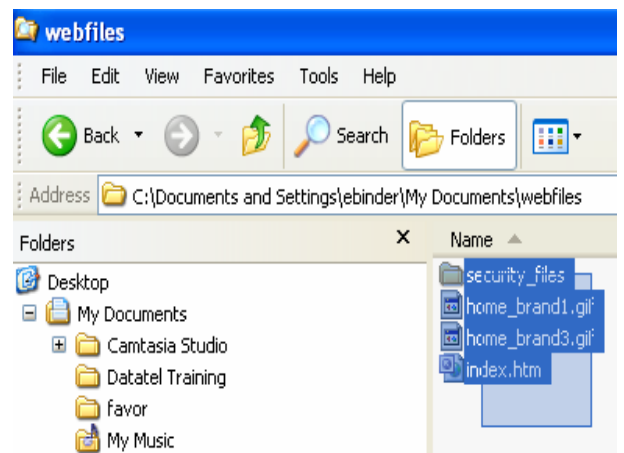 webfiles
File Edit View Favorites Tools Help
Back Search Folders
Address C:\Documents and Settings\ebinder\My Documents\webfiles
Folders X Name
Desktop
My Documents
Camtasia Studio
Datatel Training
favor
My Music
security_files
home_brand1.gif
home_brand3.gif
index.htm